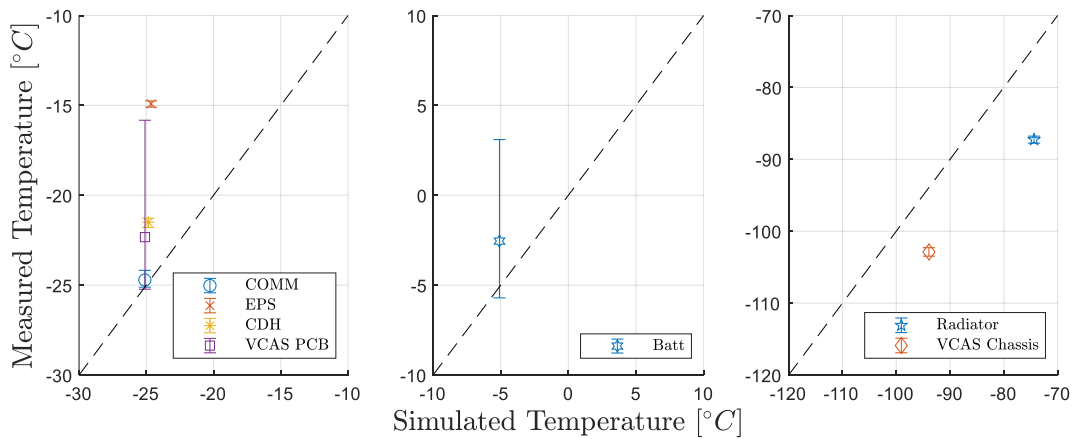 Measured Temperature [°C]
-10
-15
-20
-25
-30
-30 -25 -20 -15 -10
COMM
EPS
CDH
VCAS PCB
10
5
0
-5
-10
-10 -5 0 5 10
Batt
-70
-80
-90
-100
-110
-120
-120 -110 -100 -90 -80 -70
Radiator
VCAS Chassis
Simulated Temperature [°C]